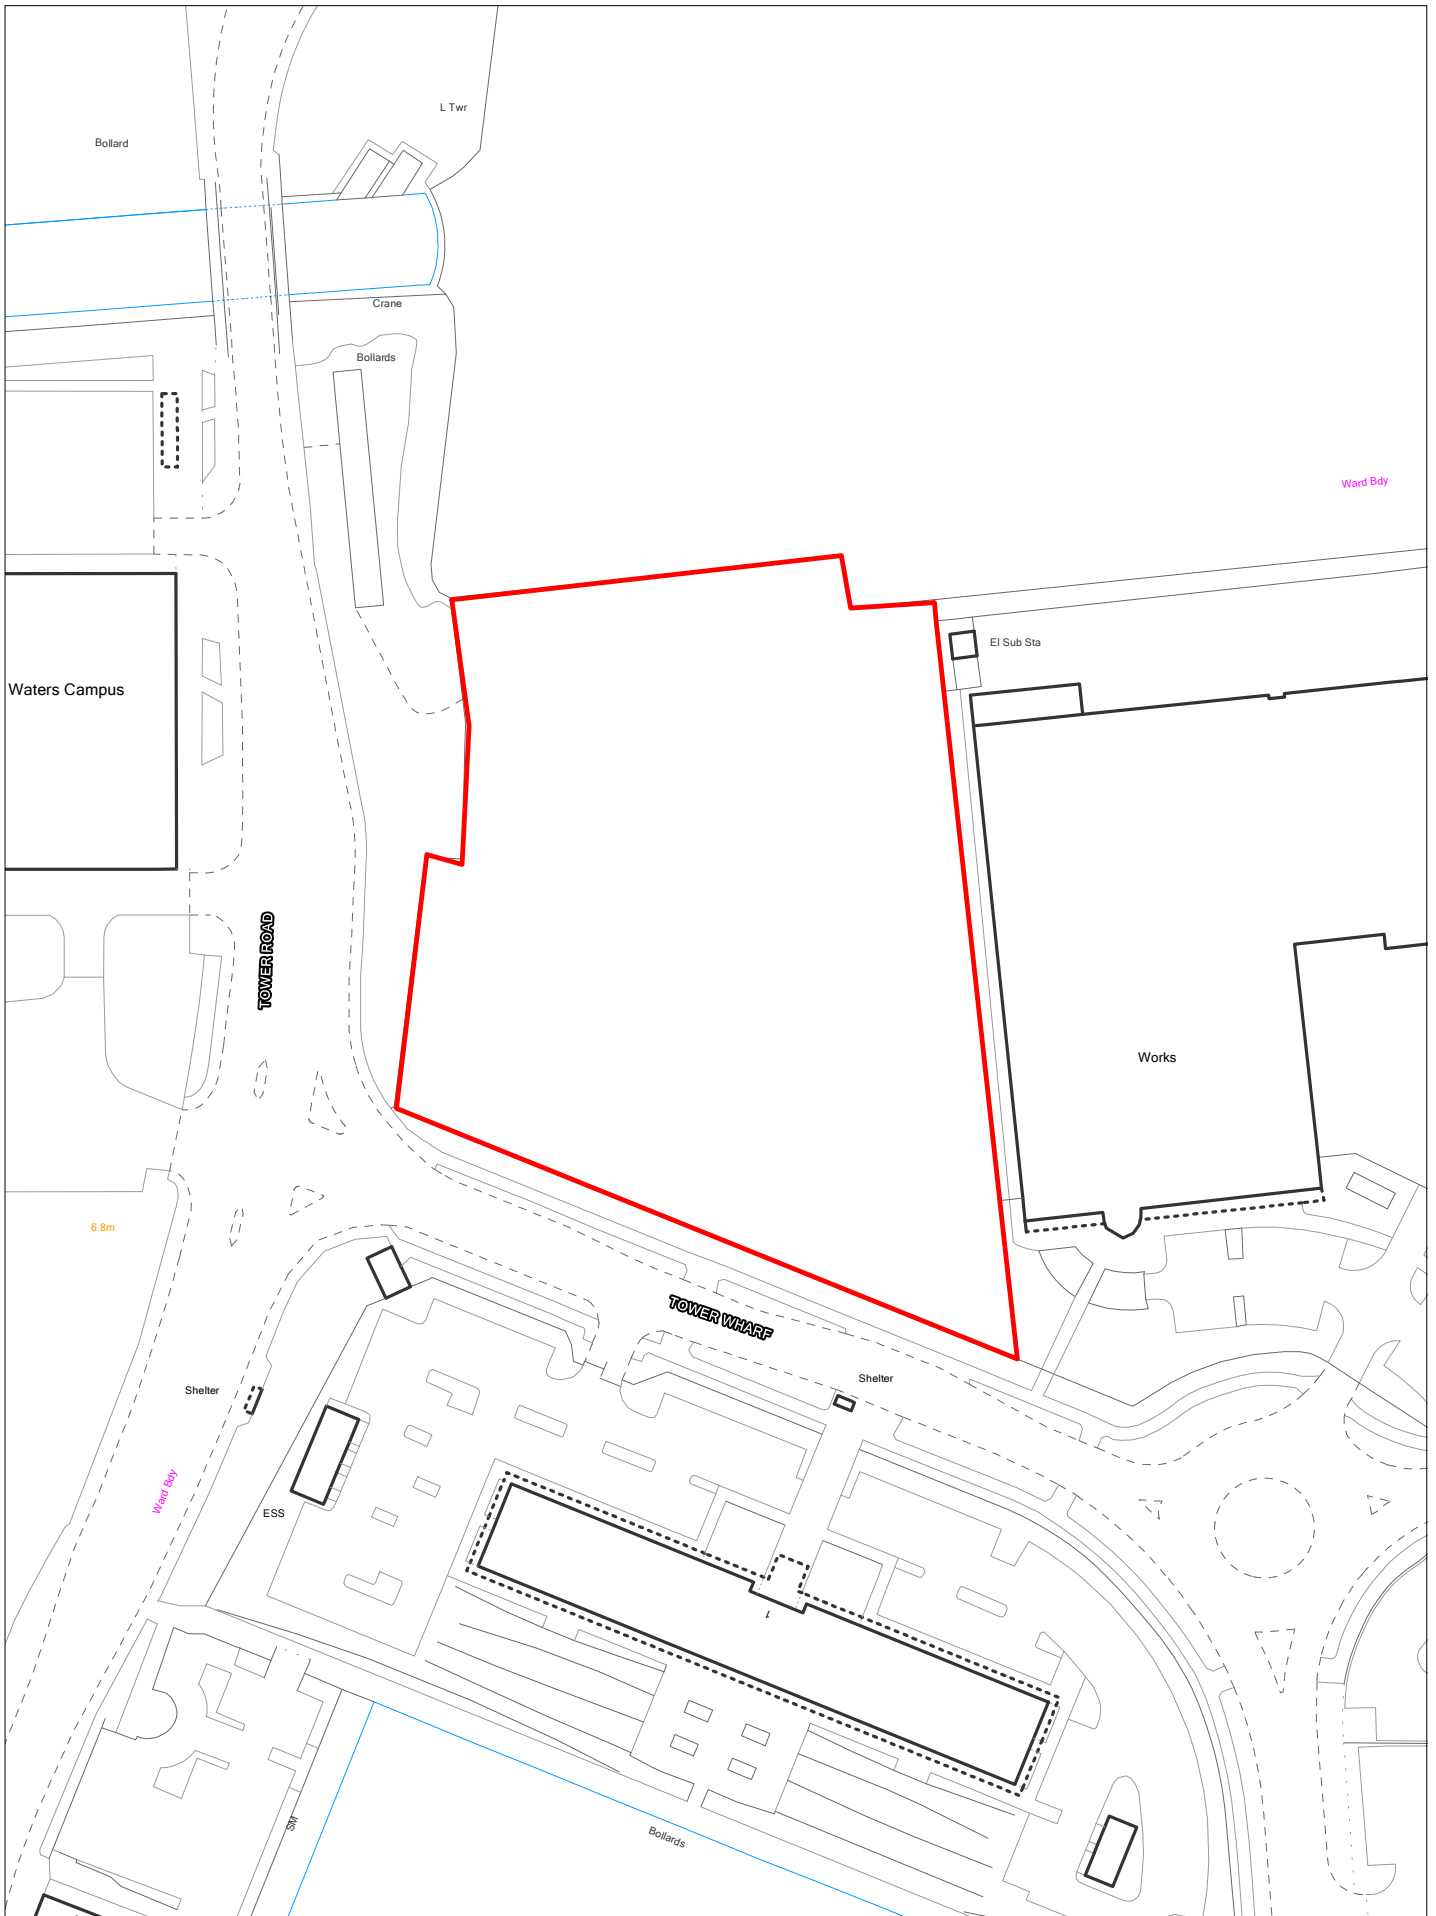 L Twr
Bollard
Crane
Bollards
Ward Bdy
El Sub Sta
Waters Campus
TOWER ROAD
Works
6.8m
TOWER WHARF
Shelter
Shelter
Ward Bdy
ESS
1
SM
Bollards